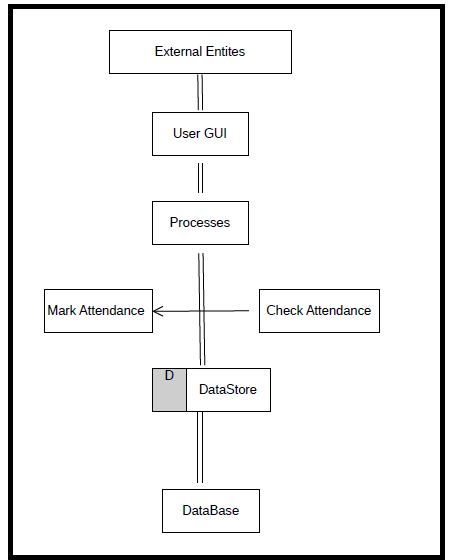 External Entites
User GUI
Processes
Mark Attendance
Check Attendance
D
DataStore
DataBase